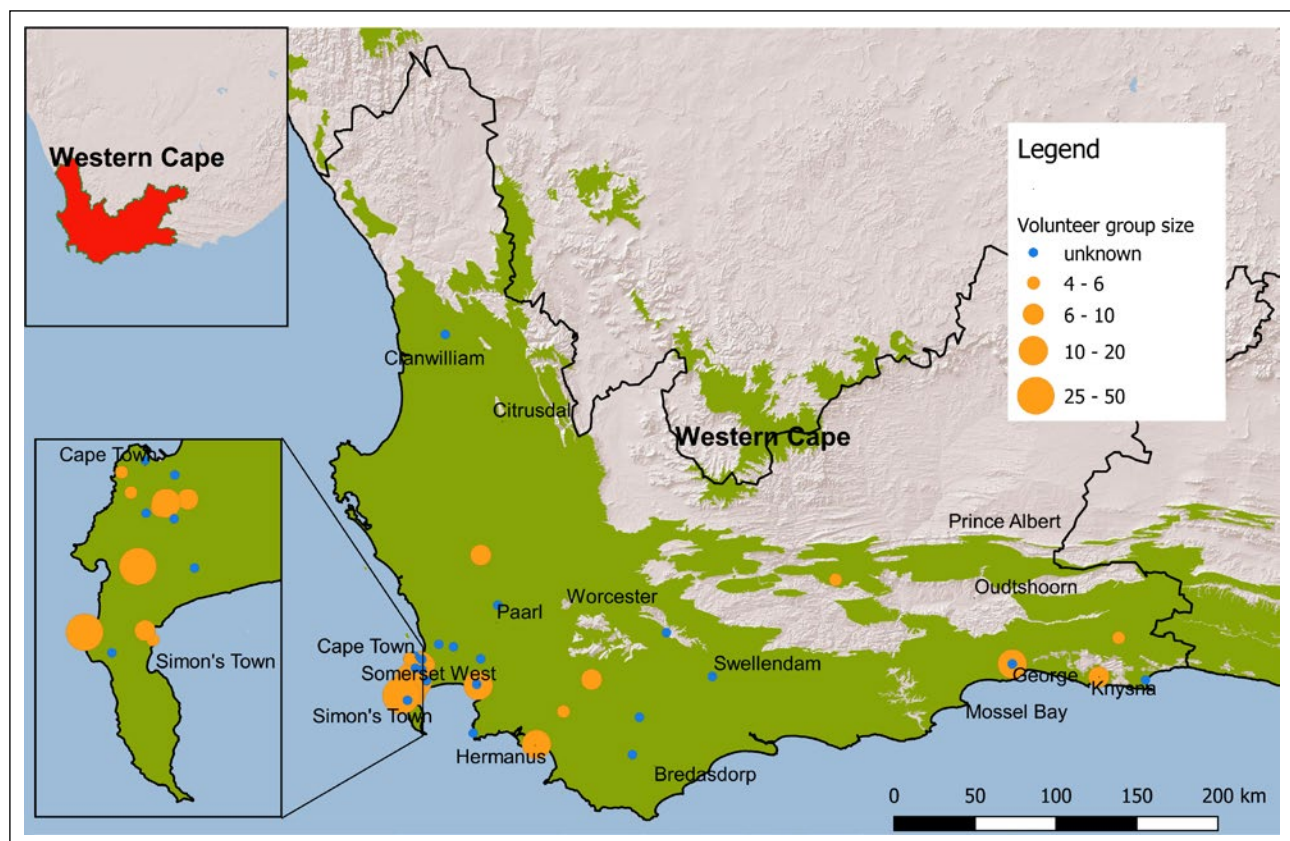 Western Cape
Legend
Volunteer group size
unknown
4 - 6
6 - 10
10 - 20
25 - 50
Clanwilliam
Citrusdal
Western Cape
Cape Town
Prince Albert
Oudtshoorn
Worcester
Paarl
Cape Town
Somerset West
Simon's Town
Simon's Town
Swellendam
George
Knysna
Mossel Bay
Hermanus
Bredasdorp
0 50 100 150 200 km